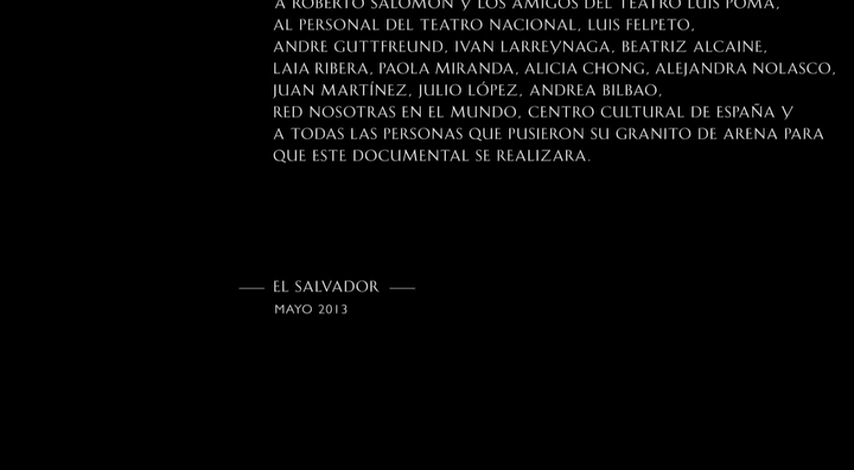 A ROBERTO SALOMÓN Y LOS AMIGOS DEL TEATRO LUIS POMA,
AL PERSONAL DEL TEATRO NACIONAL, LUIS FELPETO,
ANDRE GUTTFREUND, IVAN LARREYNAGA, BEATRIZ ALCAINE,
LAIA RIBERA, PAOLA MIRANDA, ALICIA CHONG, ALEJANDRA NOLASCO,
JUAN MARTÍNEZ, JULIO LÓPEZ, ANDREA BILBAO,
RED NOSOTRAS EN EL MUNDO, CENTRO CULTURAL DE ESPAÑA Y
A TODAS LAS PERSONAS QUE PUSIERON SU GRANITO DE ARENA PARA
QUE ESTE DOCUMENTAL SE REALIZARA.
EL SALVADOR
MAYO 2013